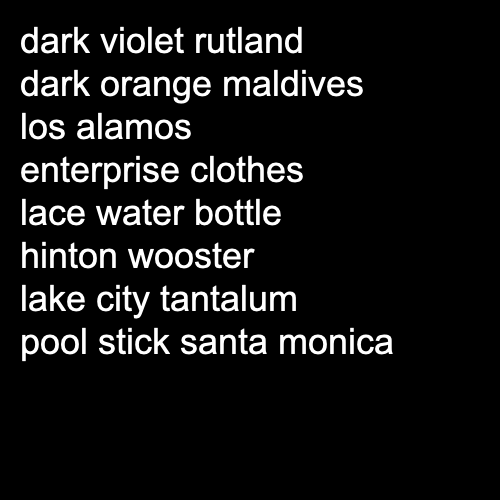 dark violet rutland
dark orange maldives
los alamos
enterprise clothes
lace water bottle
hinton wooster
lake city tantalum
pool stick santa monica